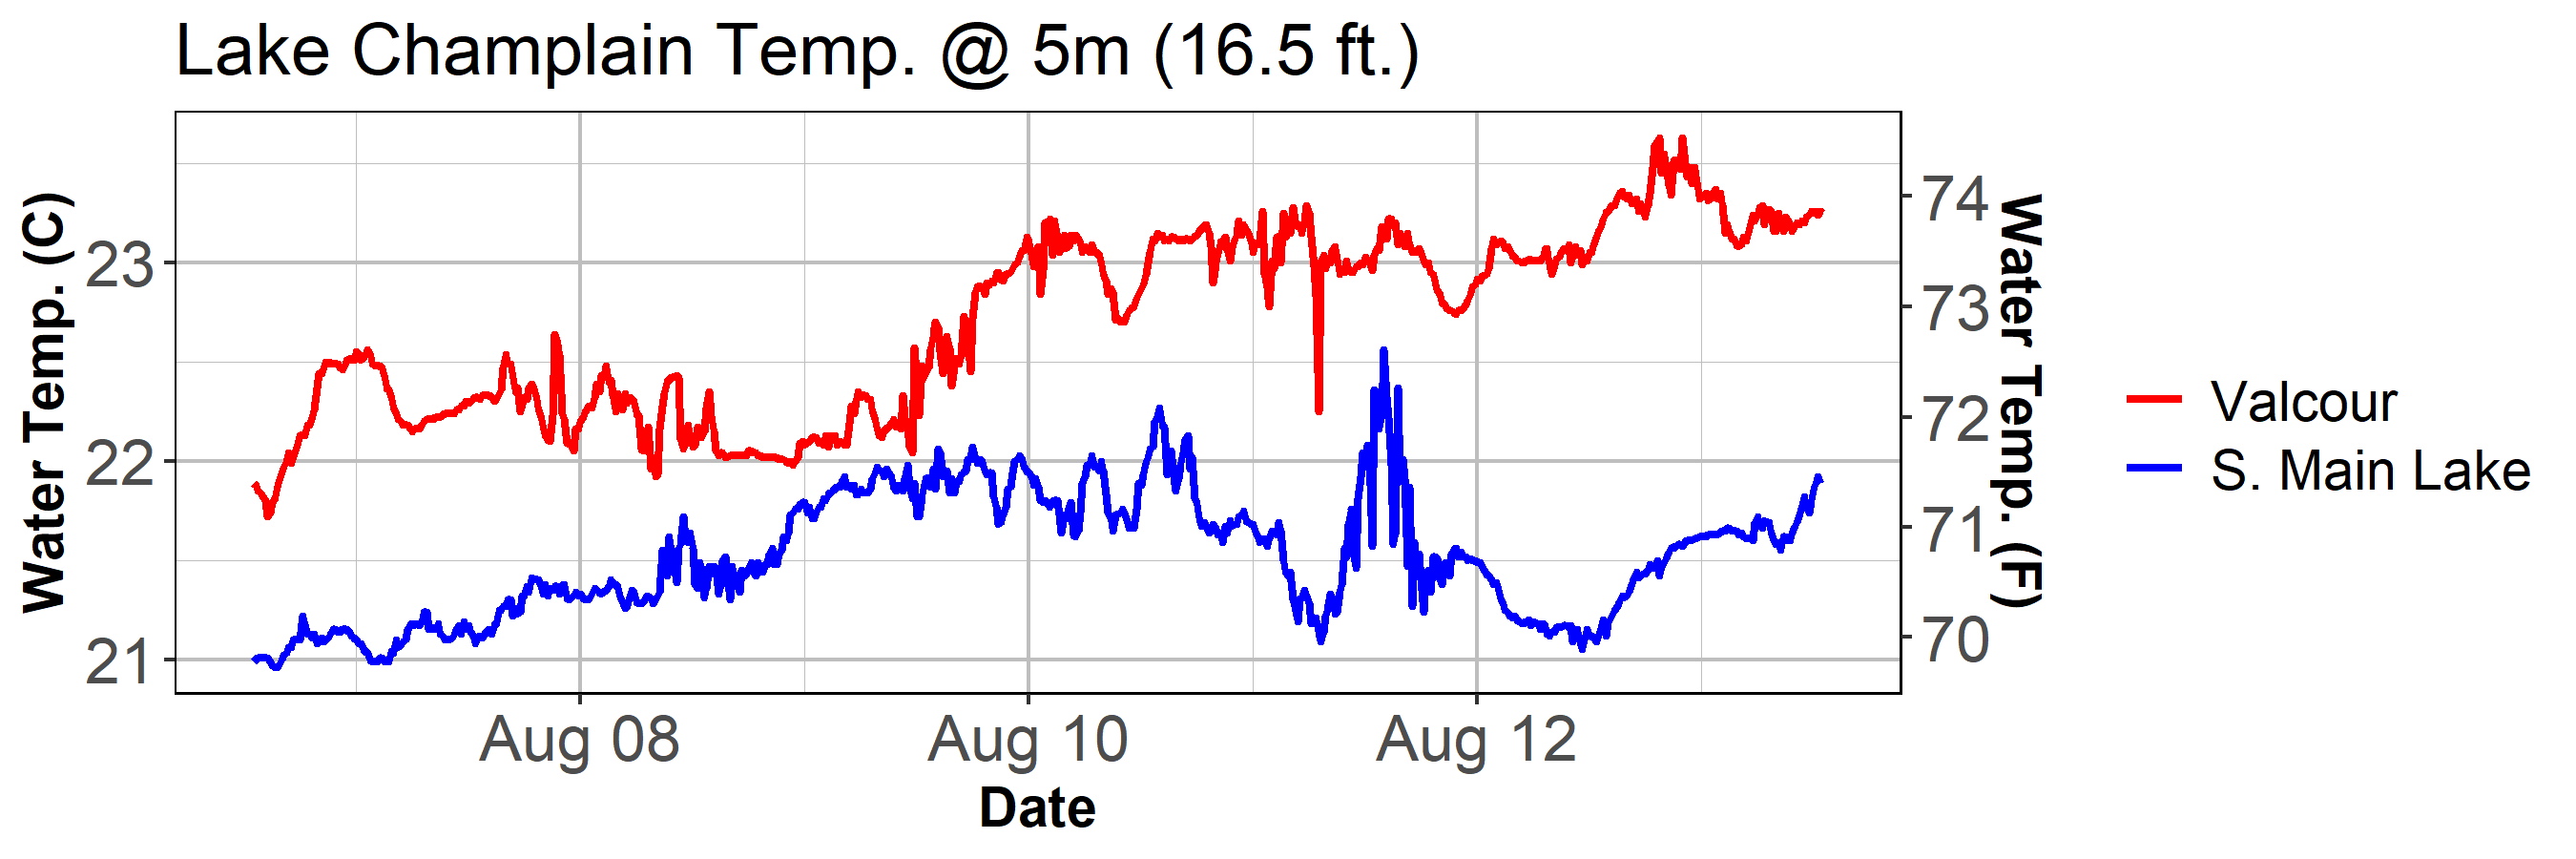 Lake Champlain Temp. @ 5m (16.5 ft.)
Water Temp. (C)
23
22
21
74
73
72
71
70
Water Temp. (F)
Aug 08
Aug 10
Aug 12
Date
Valcour
S. Main Lake